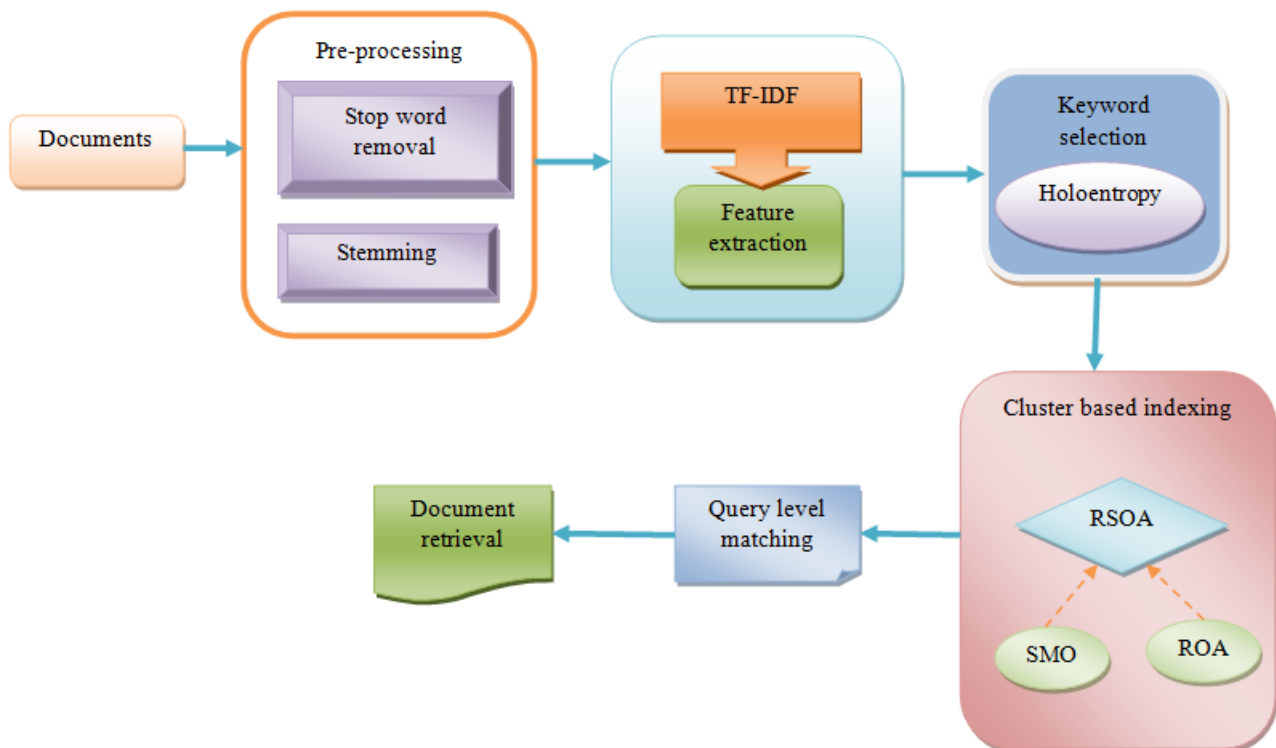 Documents
Pre-processing
Stop word
removal
Stemming
TF-IDF
Feature
extraction
Keyword
selection
Holoentropy
Cluster based indexing
RSOA
SMO
ROA
Query level
matching
Document
retrieval